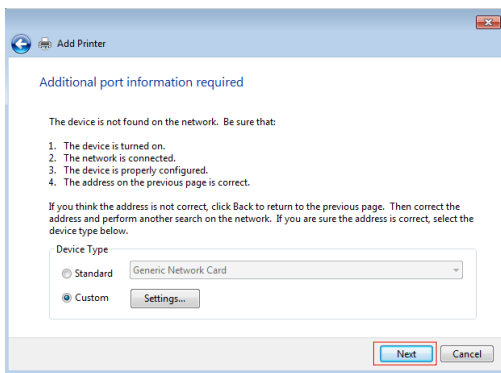 Add Printer
Additional port information required
The device is not found on the network. Be sure that:
1. The device is turned on.
2. The network is connected.
3. The device is properly configured.
4. The address on the previous page is correct.
If you think the address is not correct, click Back to return to the previous page. Then correct the
address and perform another search on the network. If you are sure the address is correct, select the
device type below.
Device Type
Standard
Generic Network Card
Custom
Settings...
Next
Cancel